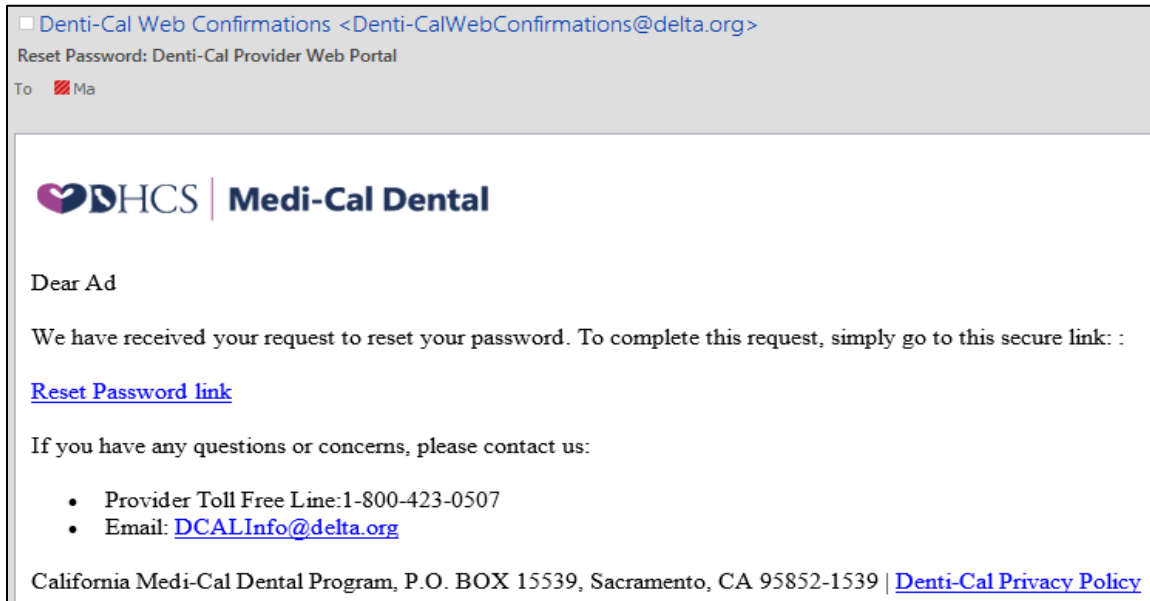 Denti-Cal Web Confirmations <Denti-CalWebConfirmations@delta.org>
Reset Password: Denti-Cal Provider Web Portal
To Ma
DHCS | Medi-Cal Dental
Dear Ad
We have received your request to reset your password. To complete this request, simply go to this secure link: :
Reset Password link
If you have any questions or concerns, please contact us:
• Provider Toll Free Line:1-800-423-0507
• Email: DCALInfo@delta.org
California Medi-Cal Dental Program, P.O. BOX 15539, Sacramento, CA 95852-1539 | Denti-Cal Privacy Policy